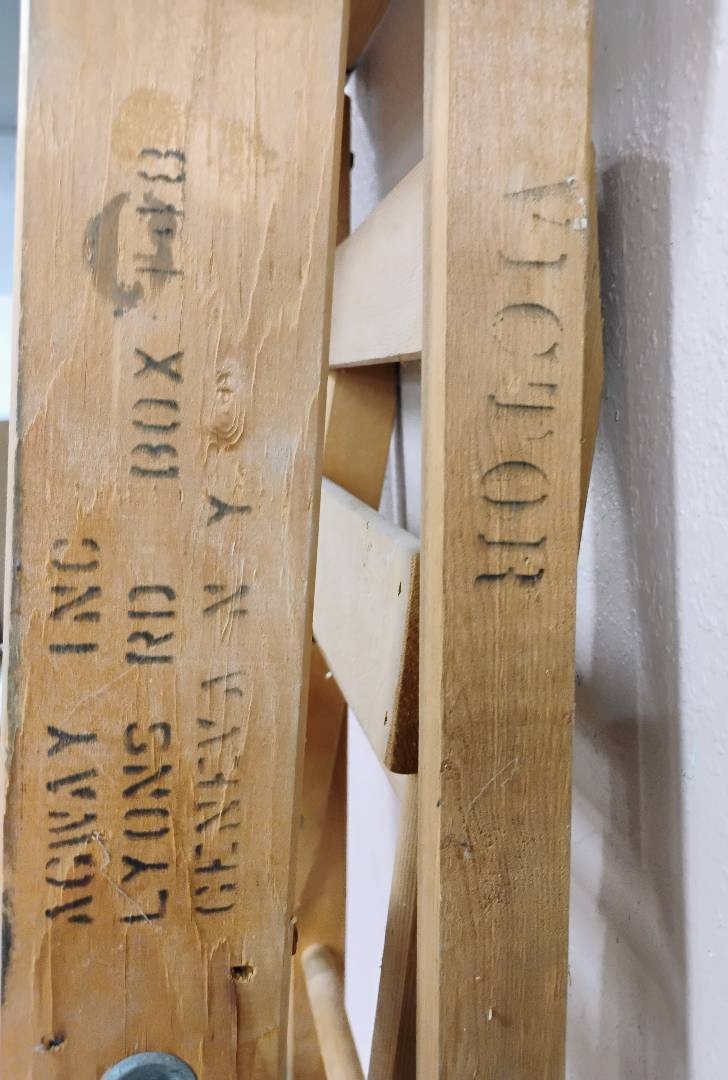 AGWAY INC
LYONS RD BOX
GENEVA N Y
VICTOR